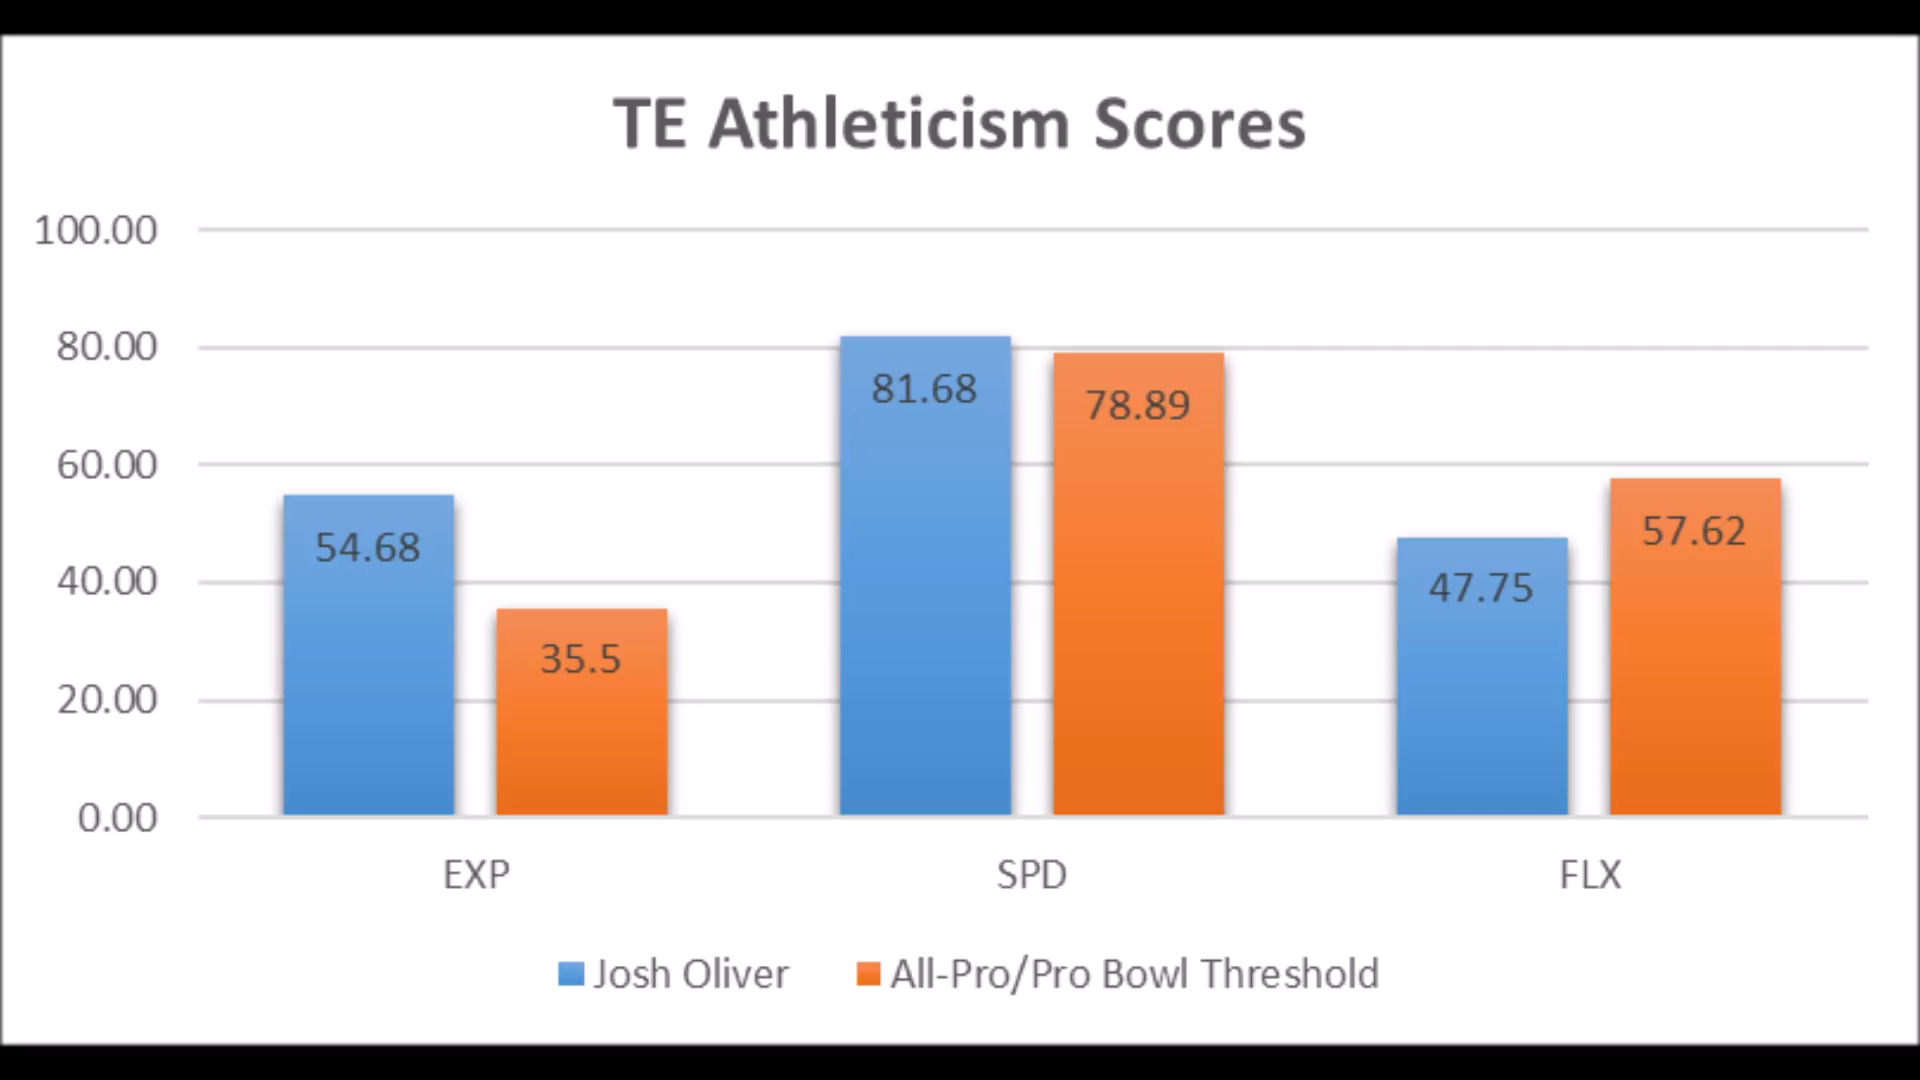 TE Athleticism Scores
100.00
80.00
60.00
40.00
20.00
0.00
54.68
35.5
81.68
78.89
47.75
57.62
EXP
SPD
FLX
Josh Oliver
All-Pro/Pro Bowl Threshold